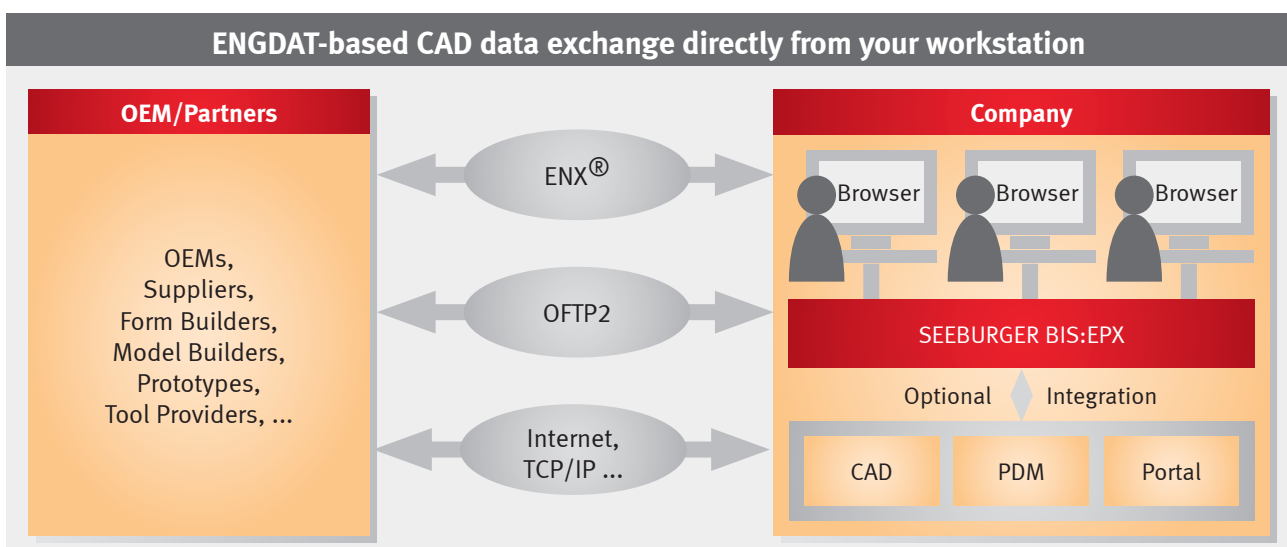 ENGDAT-based CAD data exchange directly from your workstation
OEM/Partners
OEMs,
Suppliers,
Form Builders,
Model Builders,
Prototypes,
Tool Providers, ...
ENX®
OFTP2
Internet,
TCP/IP ...
Company
Browser
Browser
Browser
SEEBURGER BIS:EPX
Optional Integration
CAD
PDM
Portal